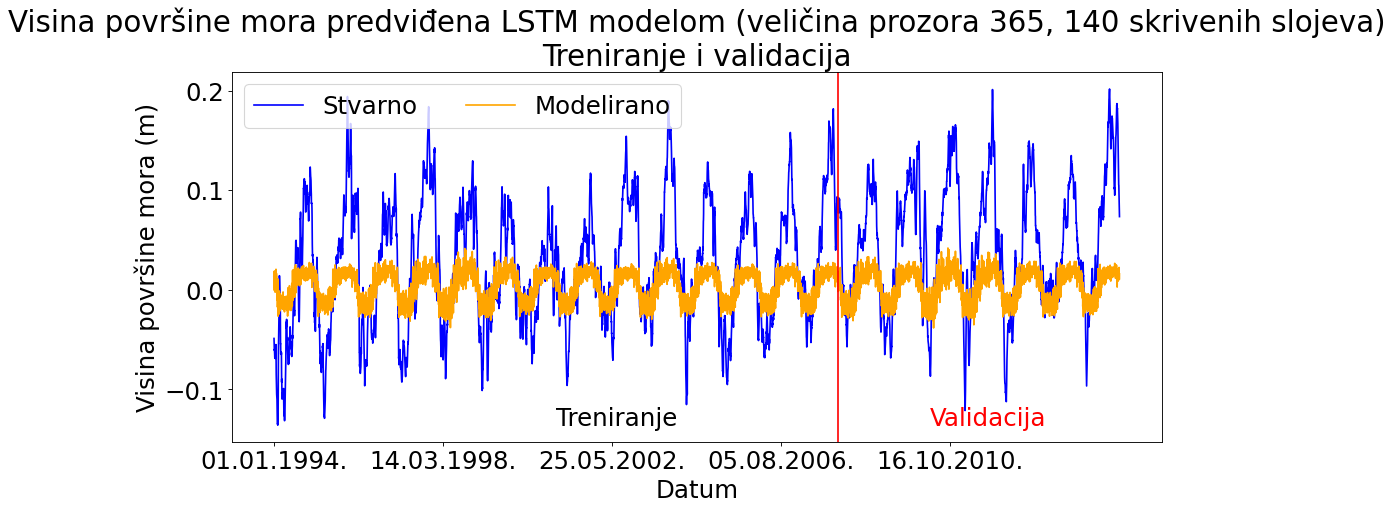 Visina površine mora predviđena LSTM modelom (veličina prozora 365, 140 skrivenih slojeva)
Treniranje i validacija
Stvarno
Modelirano
Visina površine mora (m)
0.2
0.1
0.0
−0.1
Treniranje
Validacija
01.01.1994.
14.03.1998.
25.05.2002.
05.08.2006.
16.10.2010.
Datum